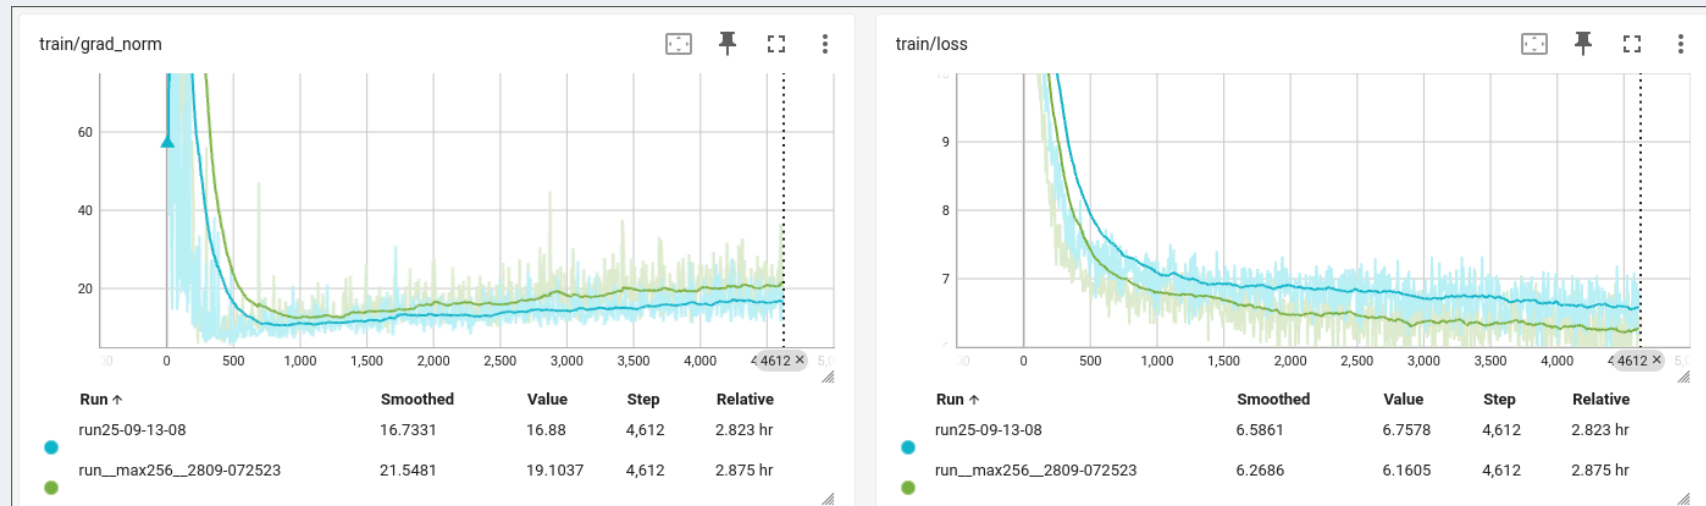 train/grad_norm
60
40
20
0 500 1,000 1,500 2,000 2,500 3,000 3,500 4,000 4612 ×
Run ↑ Smoothed Value Step Relative
run25-09-13-08 16.7331 16.88 4,612 2.823 hr
run__max256__2809-072523 21.5481 19.1037 4,612 2.875 hr
train/loss
10
9
8
7
6
0 500 1,000 1,500 2,000 2,500 3,000 3,500 4,000 4612 ×
Run ↑ Smoothed Value Step Relative
run25-09-13-08 6.5861 6.7578 4,612 2.823 hr
run__max256__2809-072523 6.2686 6.1605 4,612 2.875 hr